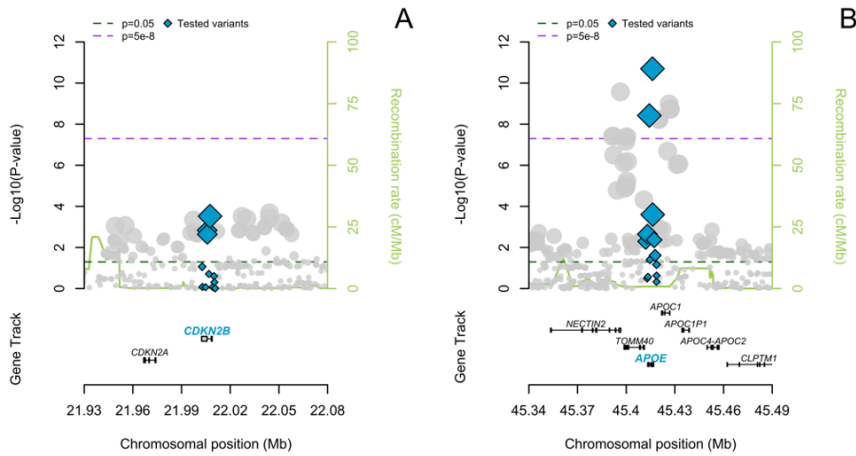 A
p=0.05 Tested variants
p=5e-8
12
10
8
6
4
2
0
-Log10(P-value)
100
75
50
25
0
Recombination rate (cM/Mb)
Gene Track
CDKN2B
CDKN2A
21.93 21.96 21.99 22.02 22.05 22.08
Chromosomal position (Mb)
B
p=0.05 Tested variants
p=5e-8
12
10
8
6
4
2
0
-Log10(P-value)
100
75
50
25
0
Recombination rate (cM/Mb)
Gene Track
APOC1
NECTIN2 APOC1P1
TOMM40 APOC4-APOC2
APOE CLPTM1
45.34 45.37 45.4 45.43 45.46 45.49
Chromosomal position (Mb)